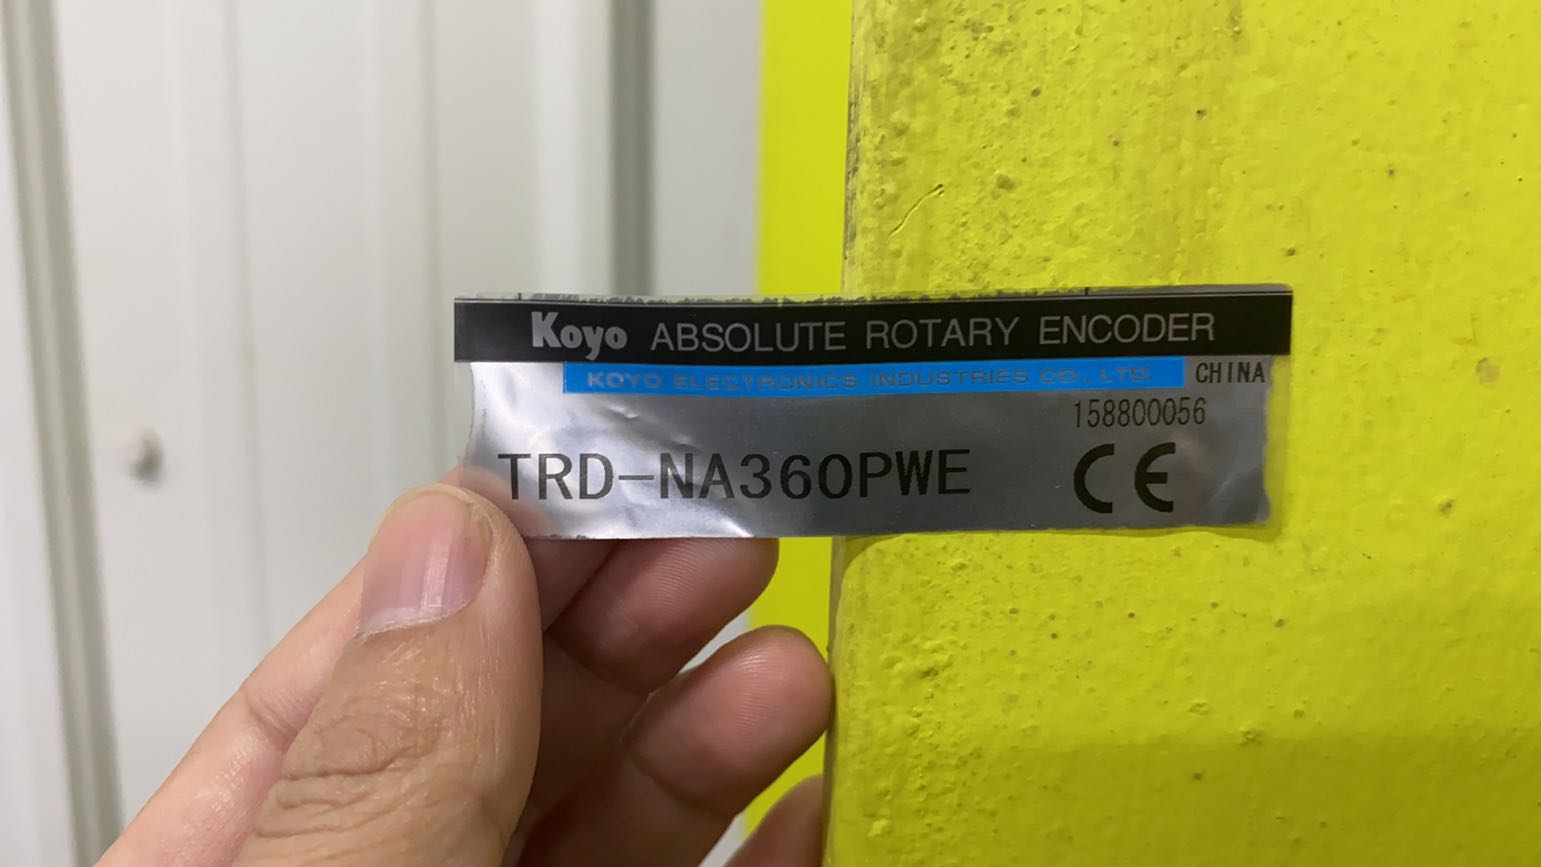 Koyo ABSOLUTE ROTARY ENCODER
KOYO ELECTRONICS INDUSTRIES CO., LTD CHINA
158800056
TRD-NA360PWE CE